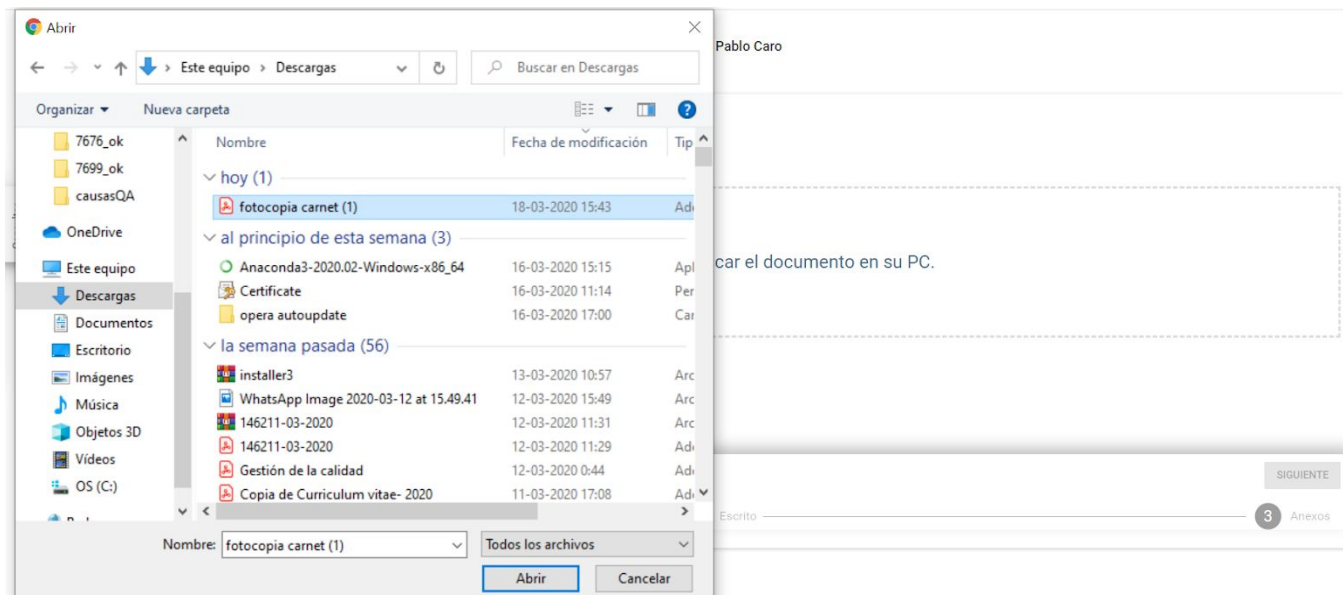 Abrir
Pablo Caro
Este equipo > Descargas
Buscar en Descargas
Organizar
Nueva carpeta
7676_ok
7699_ok
causasQA
OneDrive
Este equipo
Descargas
Documentos
Escritorio
Imágenes
Música
Objetos 3D
Vídeos
OS (C:)
Nombre Fecha de modificación Tip
hoy (1)
fotocopia carnet (1) 18-03-2020 15:43 Ad
al principio de esta semana (3)
Anaconda3-2020.02-Windows-x86_64 16-03-2020 15:15 Apl
Certificate 16-03-2020 11:14 Per
opera autoupdate 16-03-2020 17:00 Car
la semana pasada (56)
installer3 13-03-2020 10:57 Arc
WhatsApp Image 2020-03-12 at 15.49.41 12-03-2020 15:49 Arc
146211-03-2020 12-03-2020 11:31 Arc
146211-03-2020 12-03-2020 11:29 Ad
Gestión de la calidad 12-03-2020 0:44 Ad
Copia de Curriculum vitae- 2020 11-03-2020 17:08 Ad
Nombre: fotocopia carnet (1)
Todos los archivos
Abrir
Cancelar
car el documento en su PC.
SIGUIENTE
Escrito
3 Anexos